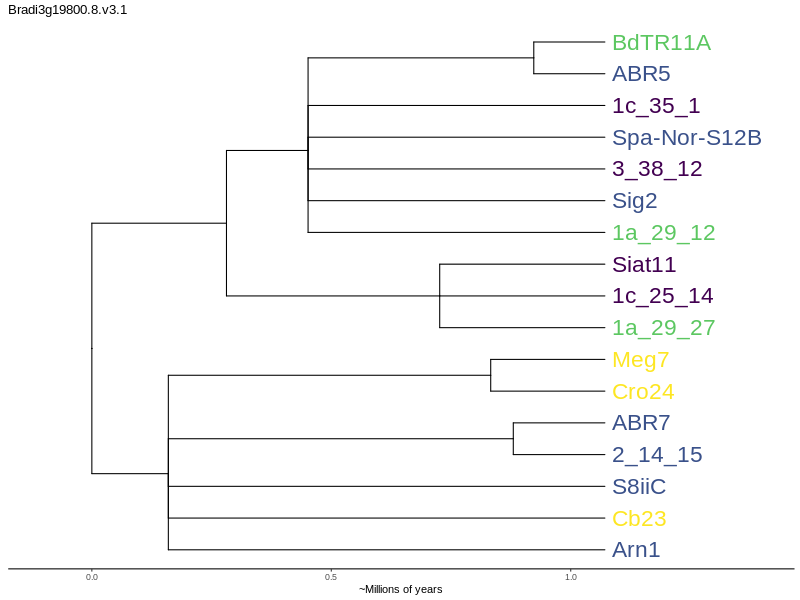 Bradi3g19800.8.v3.1
BdTR11A
ABR5
1c_35_1
Spa-Nor-S12B
3_38_12
Sig2
1a_29_12
Siat11
1c_25_14
1a_29_27
Meg7
Cro24
ABR7
2_14_15
S8iiC
Cb23
Arn1
0.0 0.5 1.0
~Millions of years